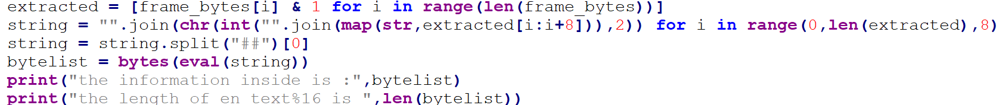 extracted = [frame_bytes[i] & 1 for i in range(len(frame_bytes))]
string = "".join(chr(int("".join(map(str,extracted[i:i+8])),2)) for i in range(0,len(extracted),8)
string = string.split("##")[0]
bytelist = bytes(eval(string))
print("the information inside is :",bytelist)
print("the length of en text%16 is ",len(bytelist))